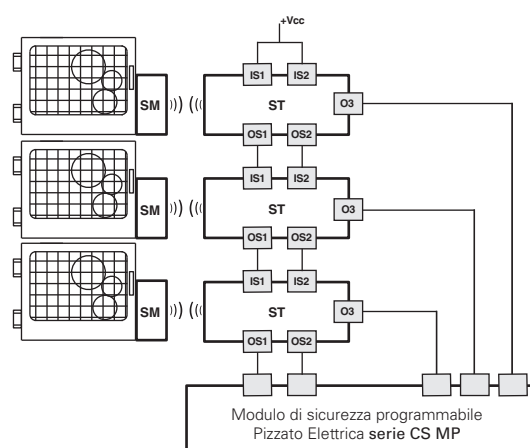 +Vcc
IS1 IS2
SM ST O3
OS1 OS2
IS1 IS2
SM ST O3
OS1 OS2
IS1 IS2
SM ST O3
OS1 OS2
Modulo di sicurezza programmabile
Pizzato Elettrica serie CS MP